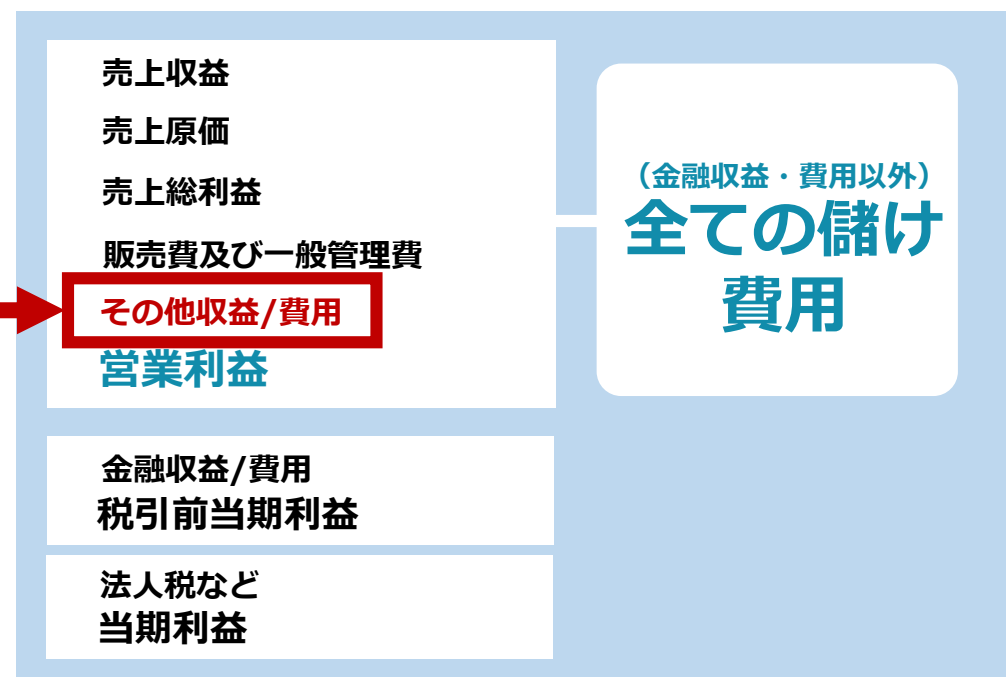 売上収益
売上原価
売上総利益
販売費及び一般管理費
その他収益/費用
営業利益
（金融収益・費用以外）
全ての儲け
費用
金融収益/費用
税引前当期利益
法人税など
当期利益